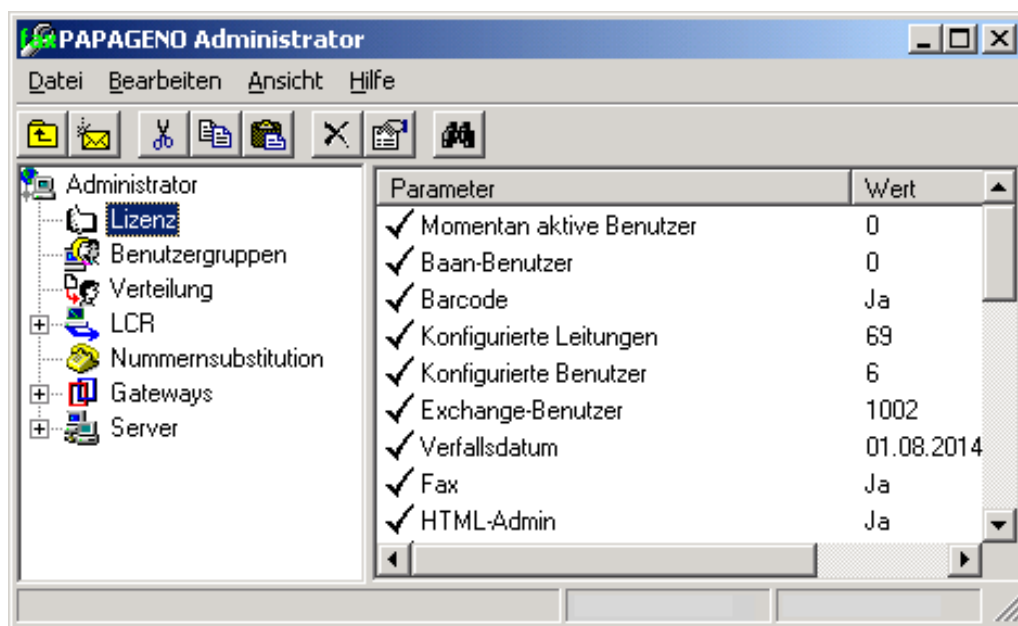 fax PAPAGENO Administrator
Datei Bearbeiten Ansicht Hilfe
Administrator
Lizenz
Benutzergruppen
Verteilung
LCR
Nummernsubstitution
Gateways
Server
Parameter Wert
Momentan aktive Benutzer 0
Baan-Benutzer 0
Barcode Ja
Konfigurierte Leitungen 69
Konfigurierte Benutzer 6
Exchange-Benutzer 1002
Verfallsdatum 01.08.2014
Fax Ja
HTML-Admin Ja